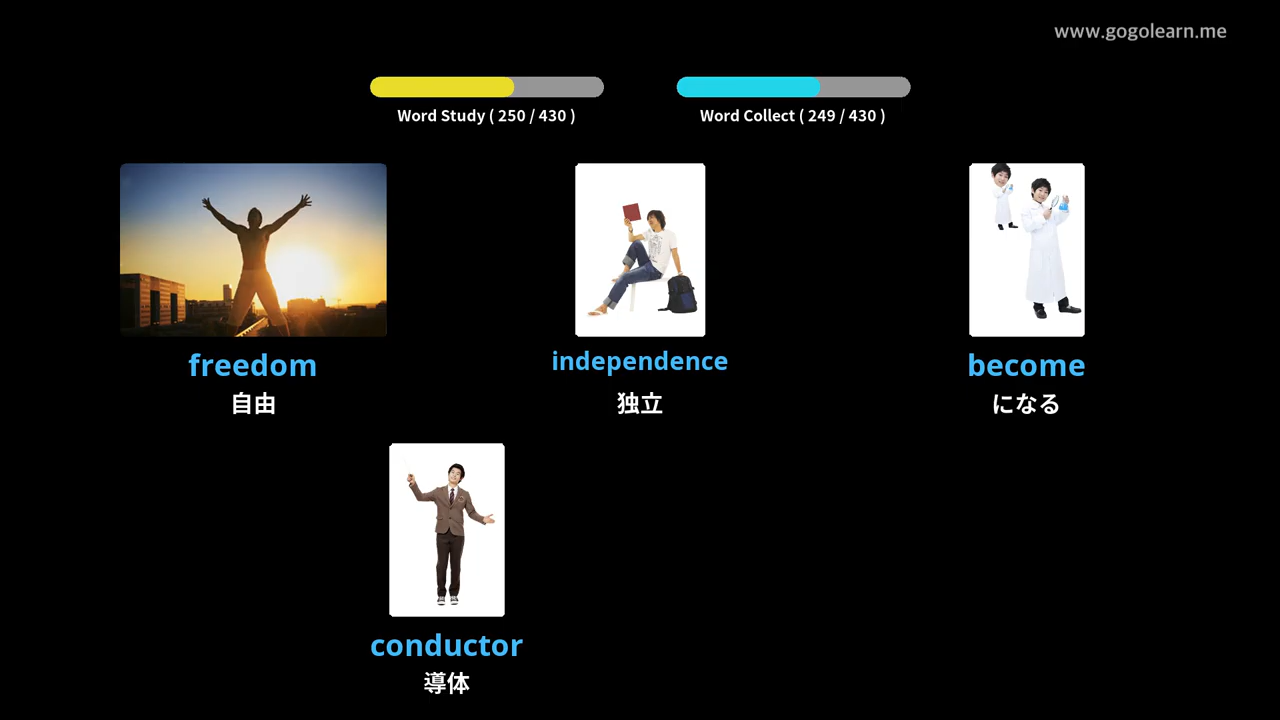 www.gogolearn.me
Word Study ( 250 / 430 )
Word Collect ( 249 / 430 )
freedom
自由
independence
独立
become
になる
conductor
導体